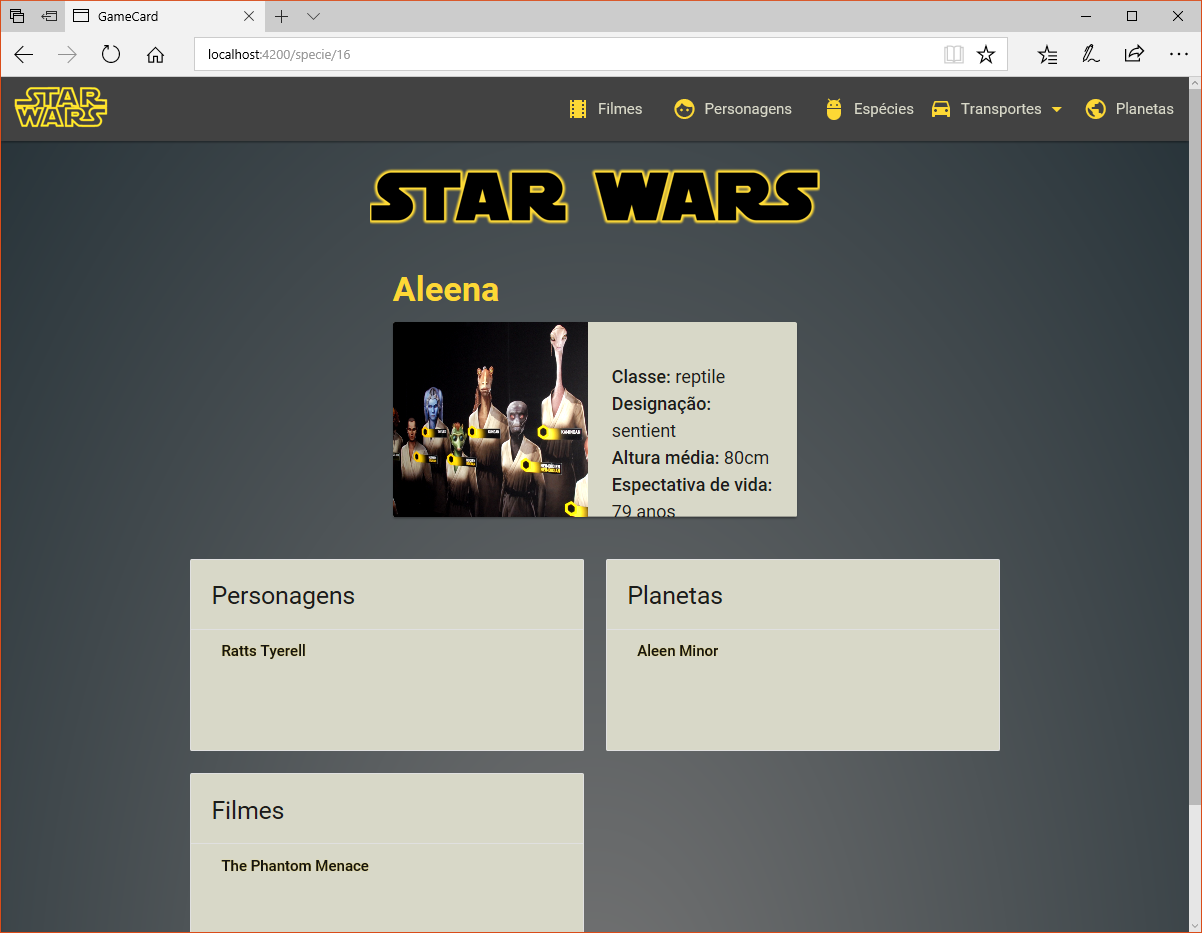 GameCard
localhost:4200/specie/16
STAR WARS
Filmes
Personagens
Espécies
Transportes
Planetas
STAR WARS
Aleena
Classe: reptile
Designação:
sentient
Altura média: 80cm
Espectativa de vida:
79 anos
KAMINOAN
Personagens
Ratts Tyerell
Planetas
Aleen Minor
Filmes
The Phantom Menace